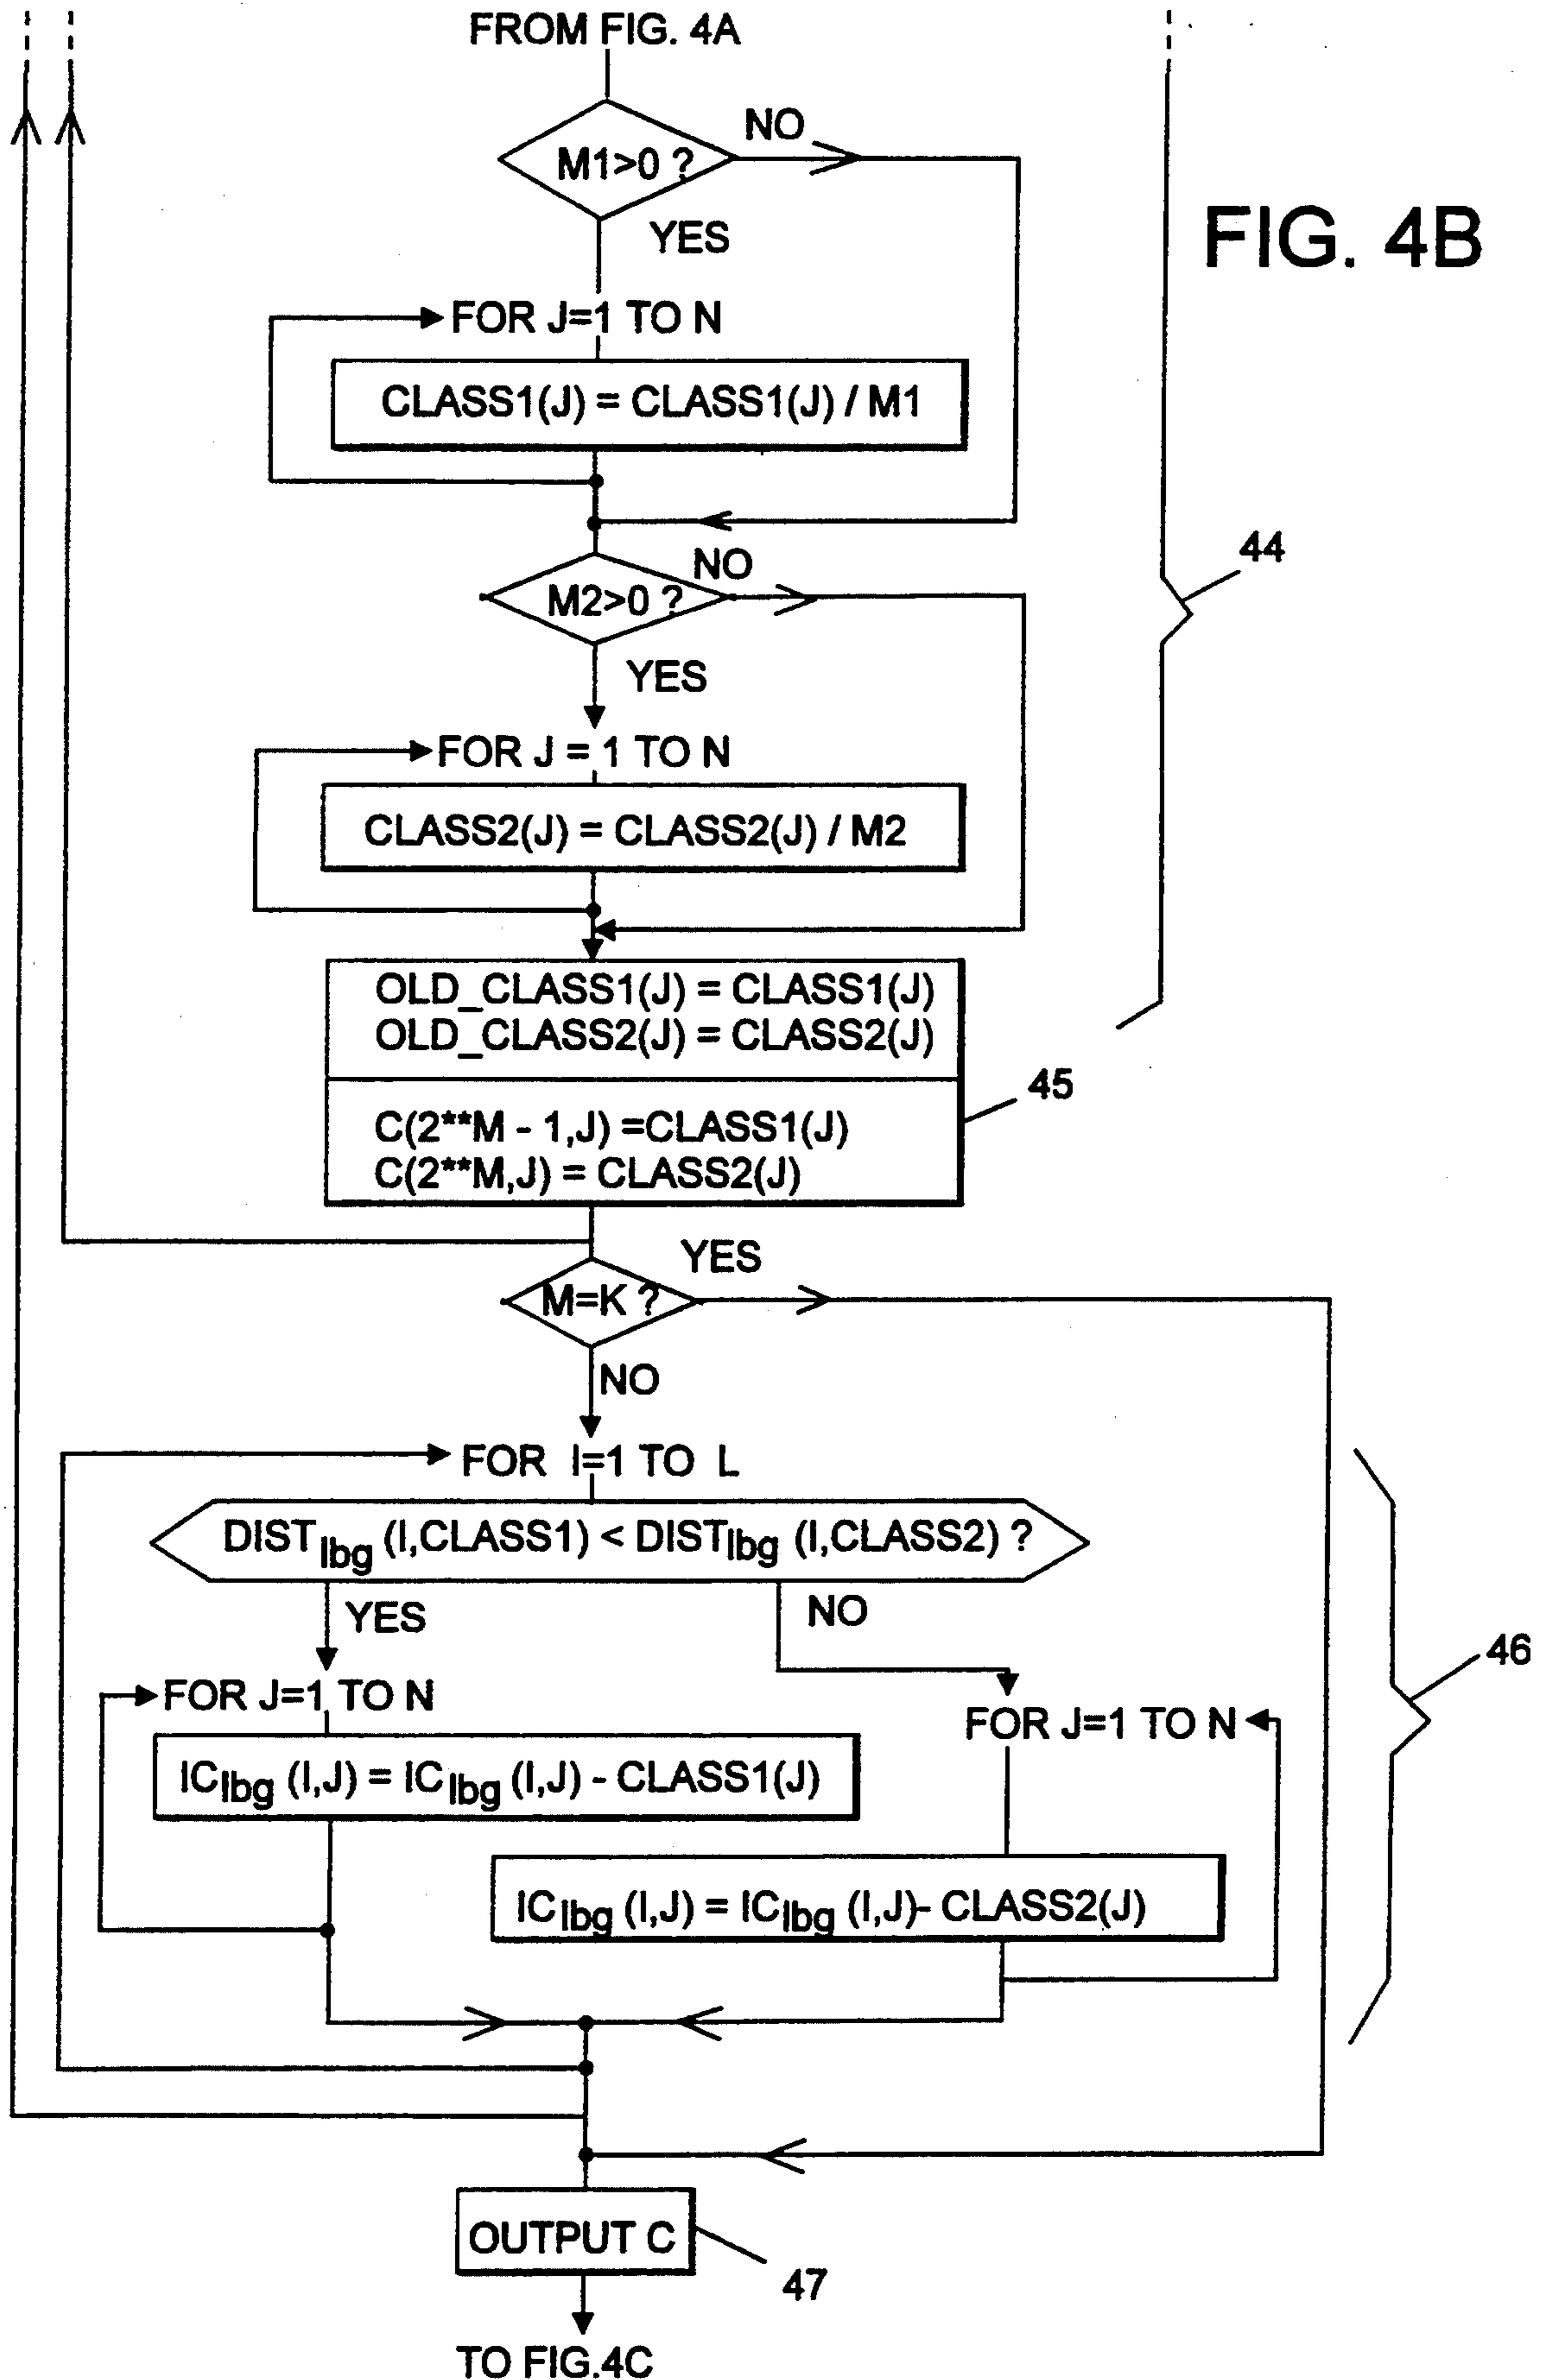 FROM FIG. 4A
M1>0 ?
NO
YES
FIG. 4B
FOR J=1 TO N
CLASS1(J) = CLASS1(J) / M1
M2>0 ?
NO
44
YES
FOR J = 1 TO N
CLASS2(J) = CLASS2(J) / M2
OLD_CLASS1(J) = CLASS1(J)
OLD_CLASS2(J) = CLASS2(J)
45
C(2**M - 1,J) =CLASS1(J)
C(2**M,J) = CLASS2(J)
YES
M=K ?
NO
FOR I=1 TO L
DISTlbg (I,CLASS1) < DISTlbg (I,CLASS2) ?
YES
NO
46
FOR J=1 TO N
FOR J=1 TO N
IClbg (I,J) = IClbg (I,J) - CLASS1(J)
IClbg (I,J) = IClbg (I,J)- CLASS2(J)
OUTPUT C
47
TO FIG.4C